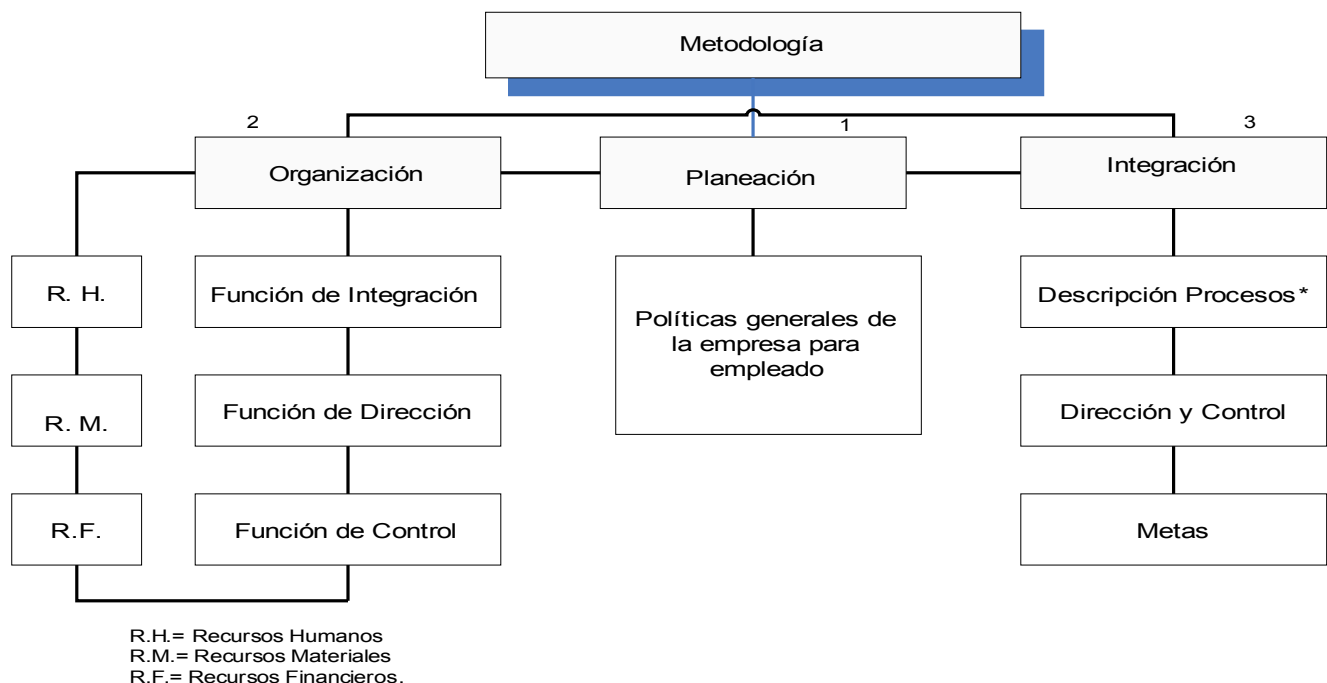 Metodología
2
1
3
Organización
Planeación
Integración
R. H.
Función de Integración
Políticas generales de
la empresa para
empleado
Descripción Procesos*
R. M.
Función de Dirección
Dirección y Control
R.F.
Función de Control
Metas
R.H.= Recursos Humanos
R.M.= Recursos Materiales
R.F.= Recursos Financieros.